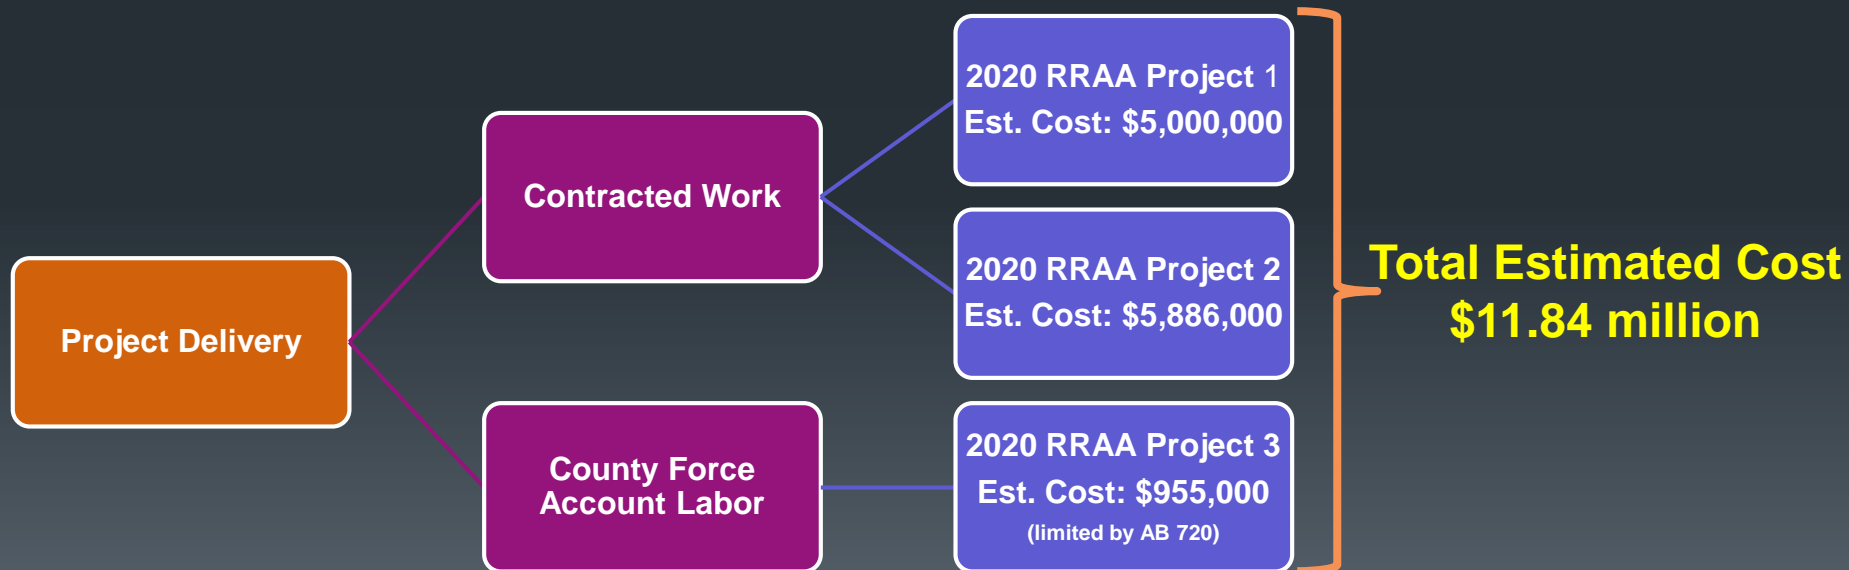 Project Delivery
Contracted Work
County Force
Account Labor
2020 RRAA Project 1
Est. Cost: $5,000,000
2020 RRAA Project 2
Est. Cost: $5,886,000
2020 RRAA Project 3
Est. Cost: $955,000
(limited by AB 720)
Total Estimated Cost
$11.84 million